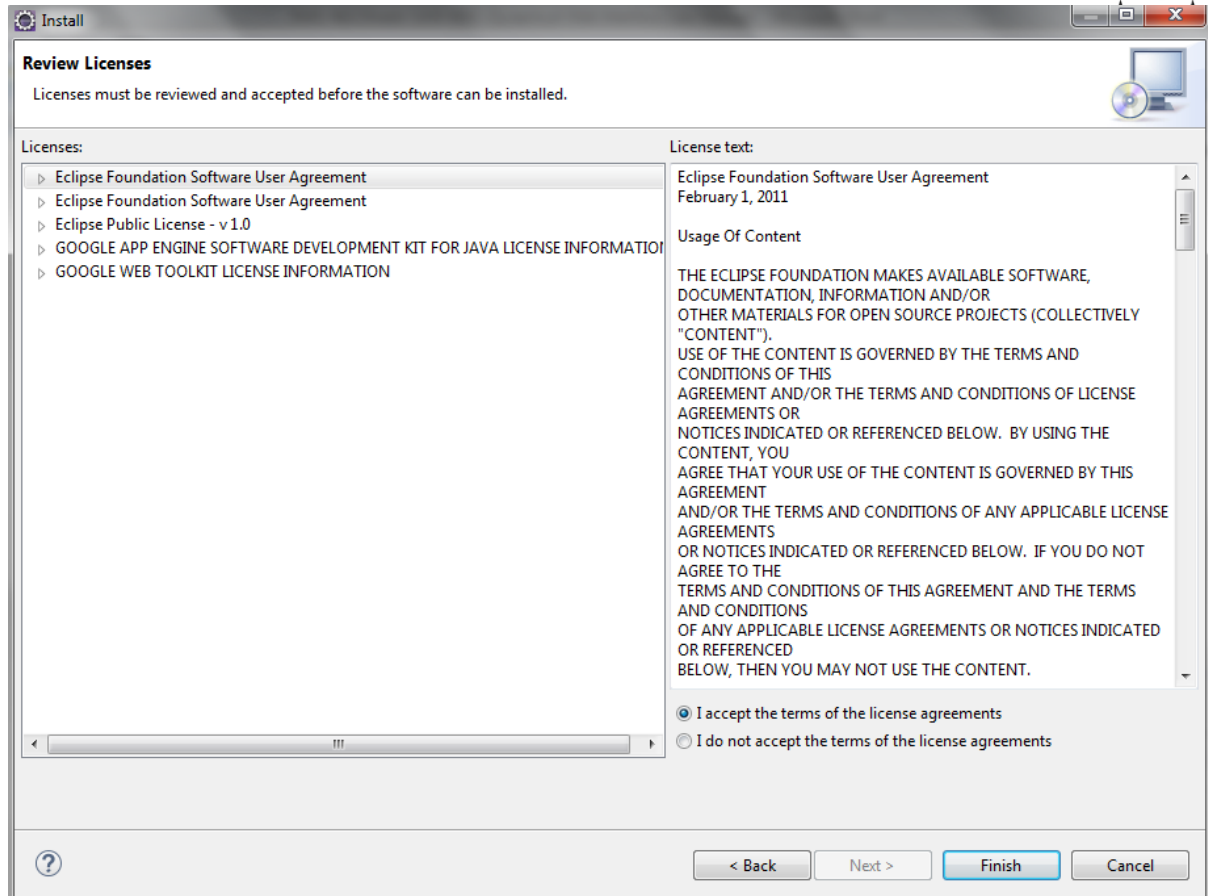 Install
Review Licenses
Licenses must be reviewed and accepted before the software can be installed.
Licenses:
Eclipse Foundation Software User Agreement
Eclipse Foundation Software User Agreement
Eclipse Public License - v 1.0
GOOGLE APP ENGINE SOFTWARE DEVELOPMENT KIT FOR JAVA LICENSE INFORMATION
GOOGLE WEB TOOLKIT LICENSE INFORMATION
License text:
Eclipse Foundation Software User Agreement
February 1, 2011
Usage Of Content
THE ECLIPSE FOUNDATION MAKES AVAILABLE SOFTWARE,
DOCUMENTATION, INFORMATION AND/OR
OTHER MATERIALS FOR OPEN SOURCE PROJECTS (COLLECTIVELY
"CONTENT").
USE OF THE CONTENT IS GOVERNED BY THE TERMS AND
CONDITIONS OF THIS
AGREEMENT AND/OR THE TERMS AND CONDITIONS OF LICENSE
AGREEMENTS OR
NOTICES INDICATED OR REFERENCED BELOW.  BY USING THE
CONTENT, YOU
AGREE THAT YOUR USE OF THE CONTENT IS GOVERNED BY THIS
AGREEMENT
AND/OR THE TERMS AND CONDITIONS OF ANY APPLICABLE LICENSE
AGREEMENTS
OR NOTICES INDICATED OR REFERENCED BELOW.  IF YOU DO NOT
AGREE TO THE
TERMS AND CONDITIONS OF THIS AGREEMENT AND THE TERMS
AND CONDITIONS
OF ANY APPLICABLE LICENSE AGREEMENTS OR NOTICES INDICATED
OR REFERENCED
BELOW, THEN YOU MAY NOT USE THE CONTENT.
I accept the terms of the license agreements
I do not accept the terms of the license agreements
< Back
Next >
Finish
Cancel